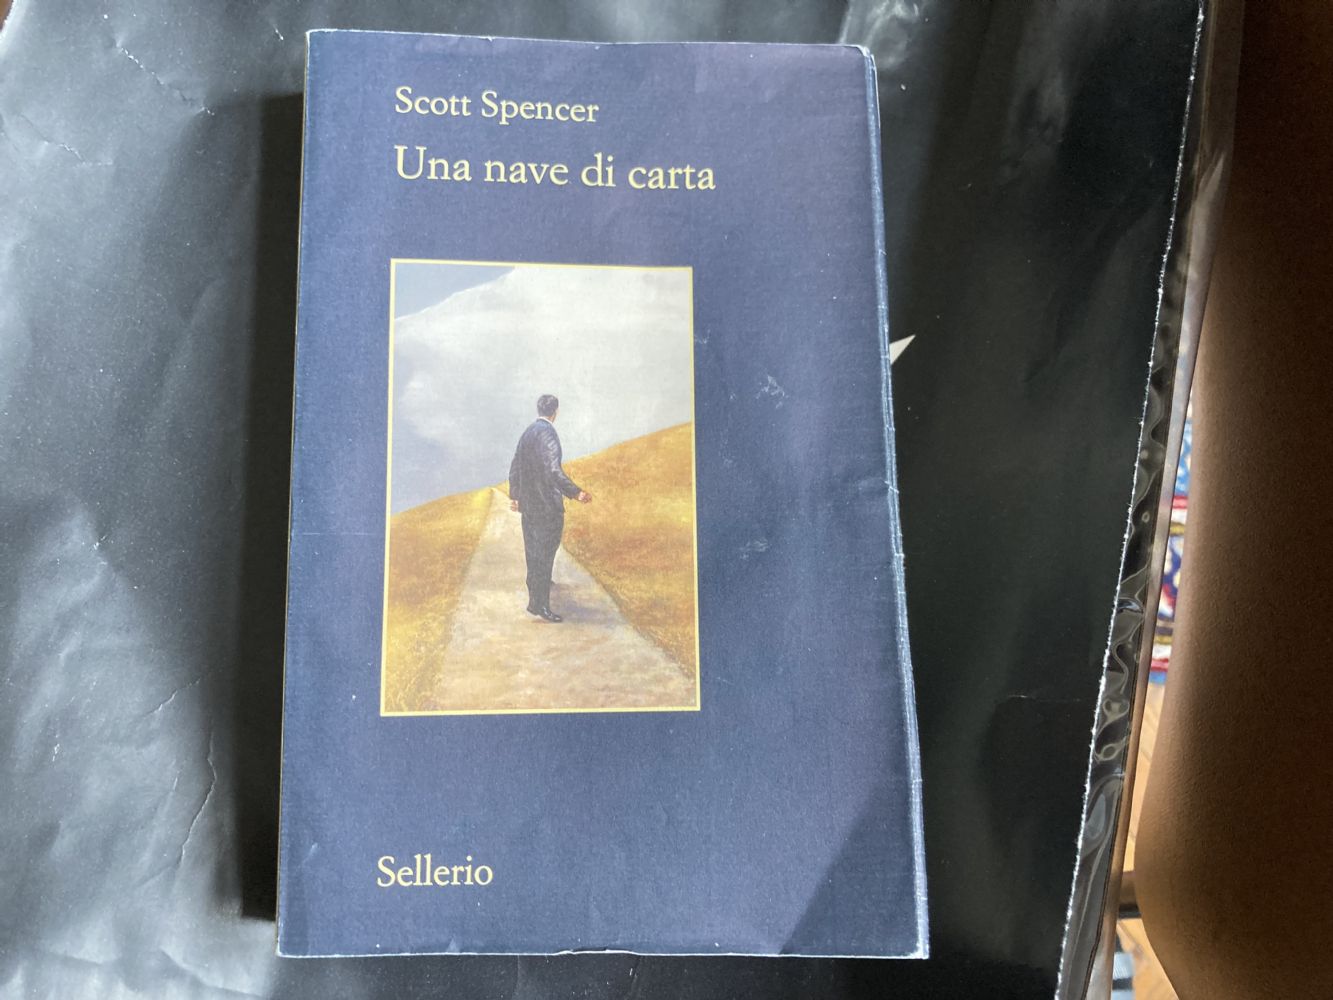 Scott Spencer
Una nave di carta
Sellerio